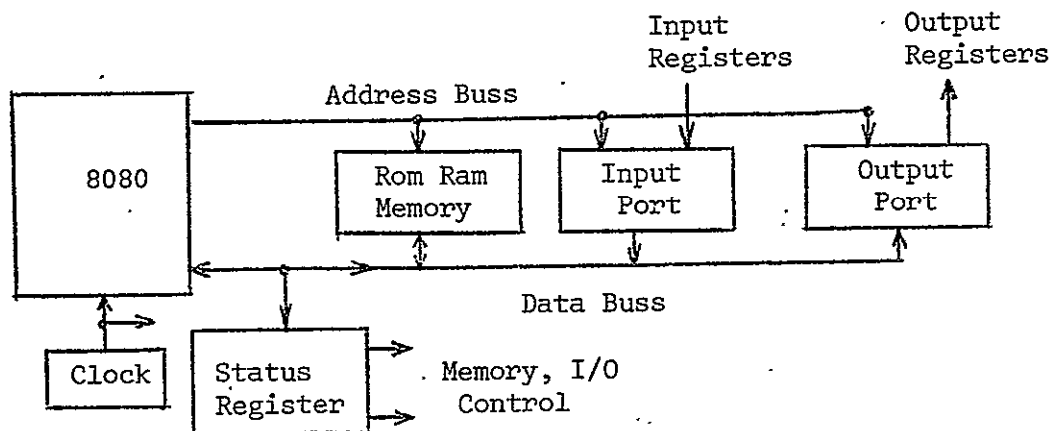 Input
Registers
Output
Registers
Address Buss
8080
Rom Ram
Memory
Input
Port
Output
Port
Data Buss
Clock
Status
Register
Memory, I/O
Control